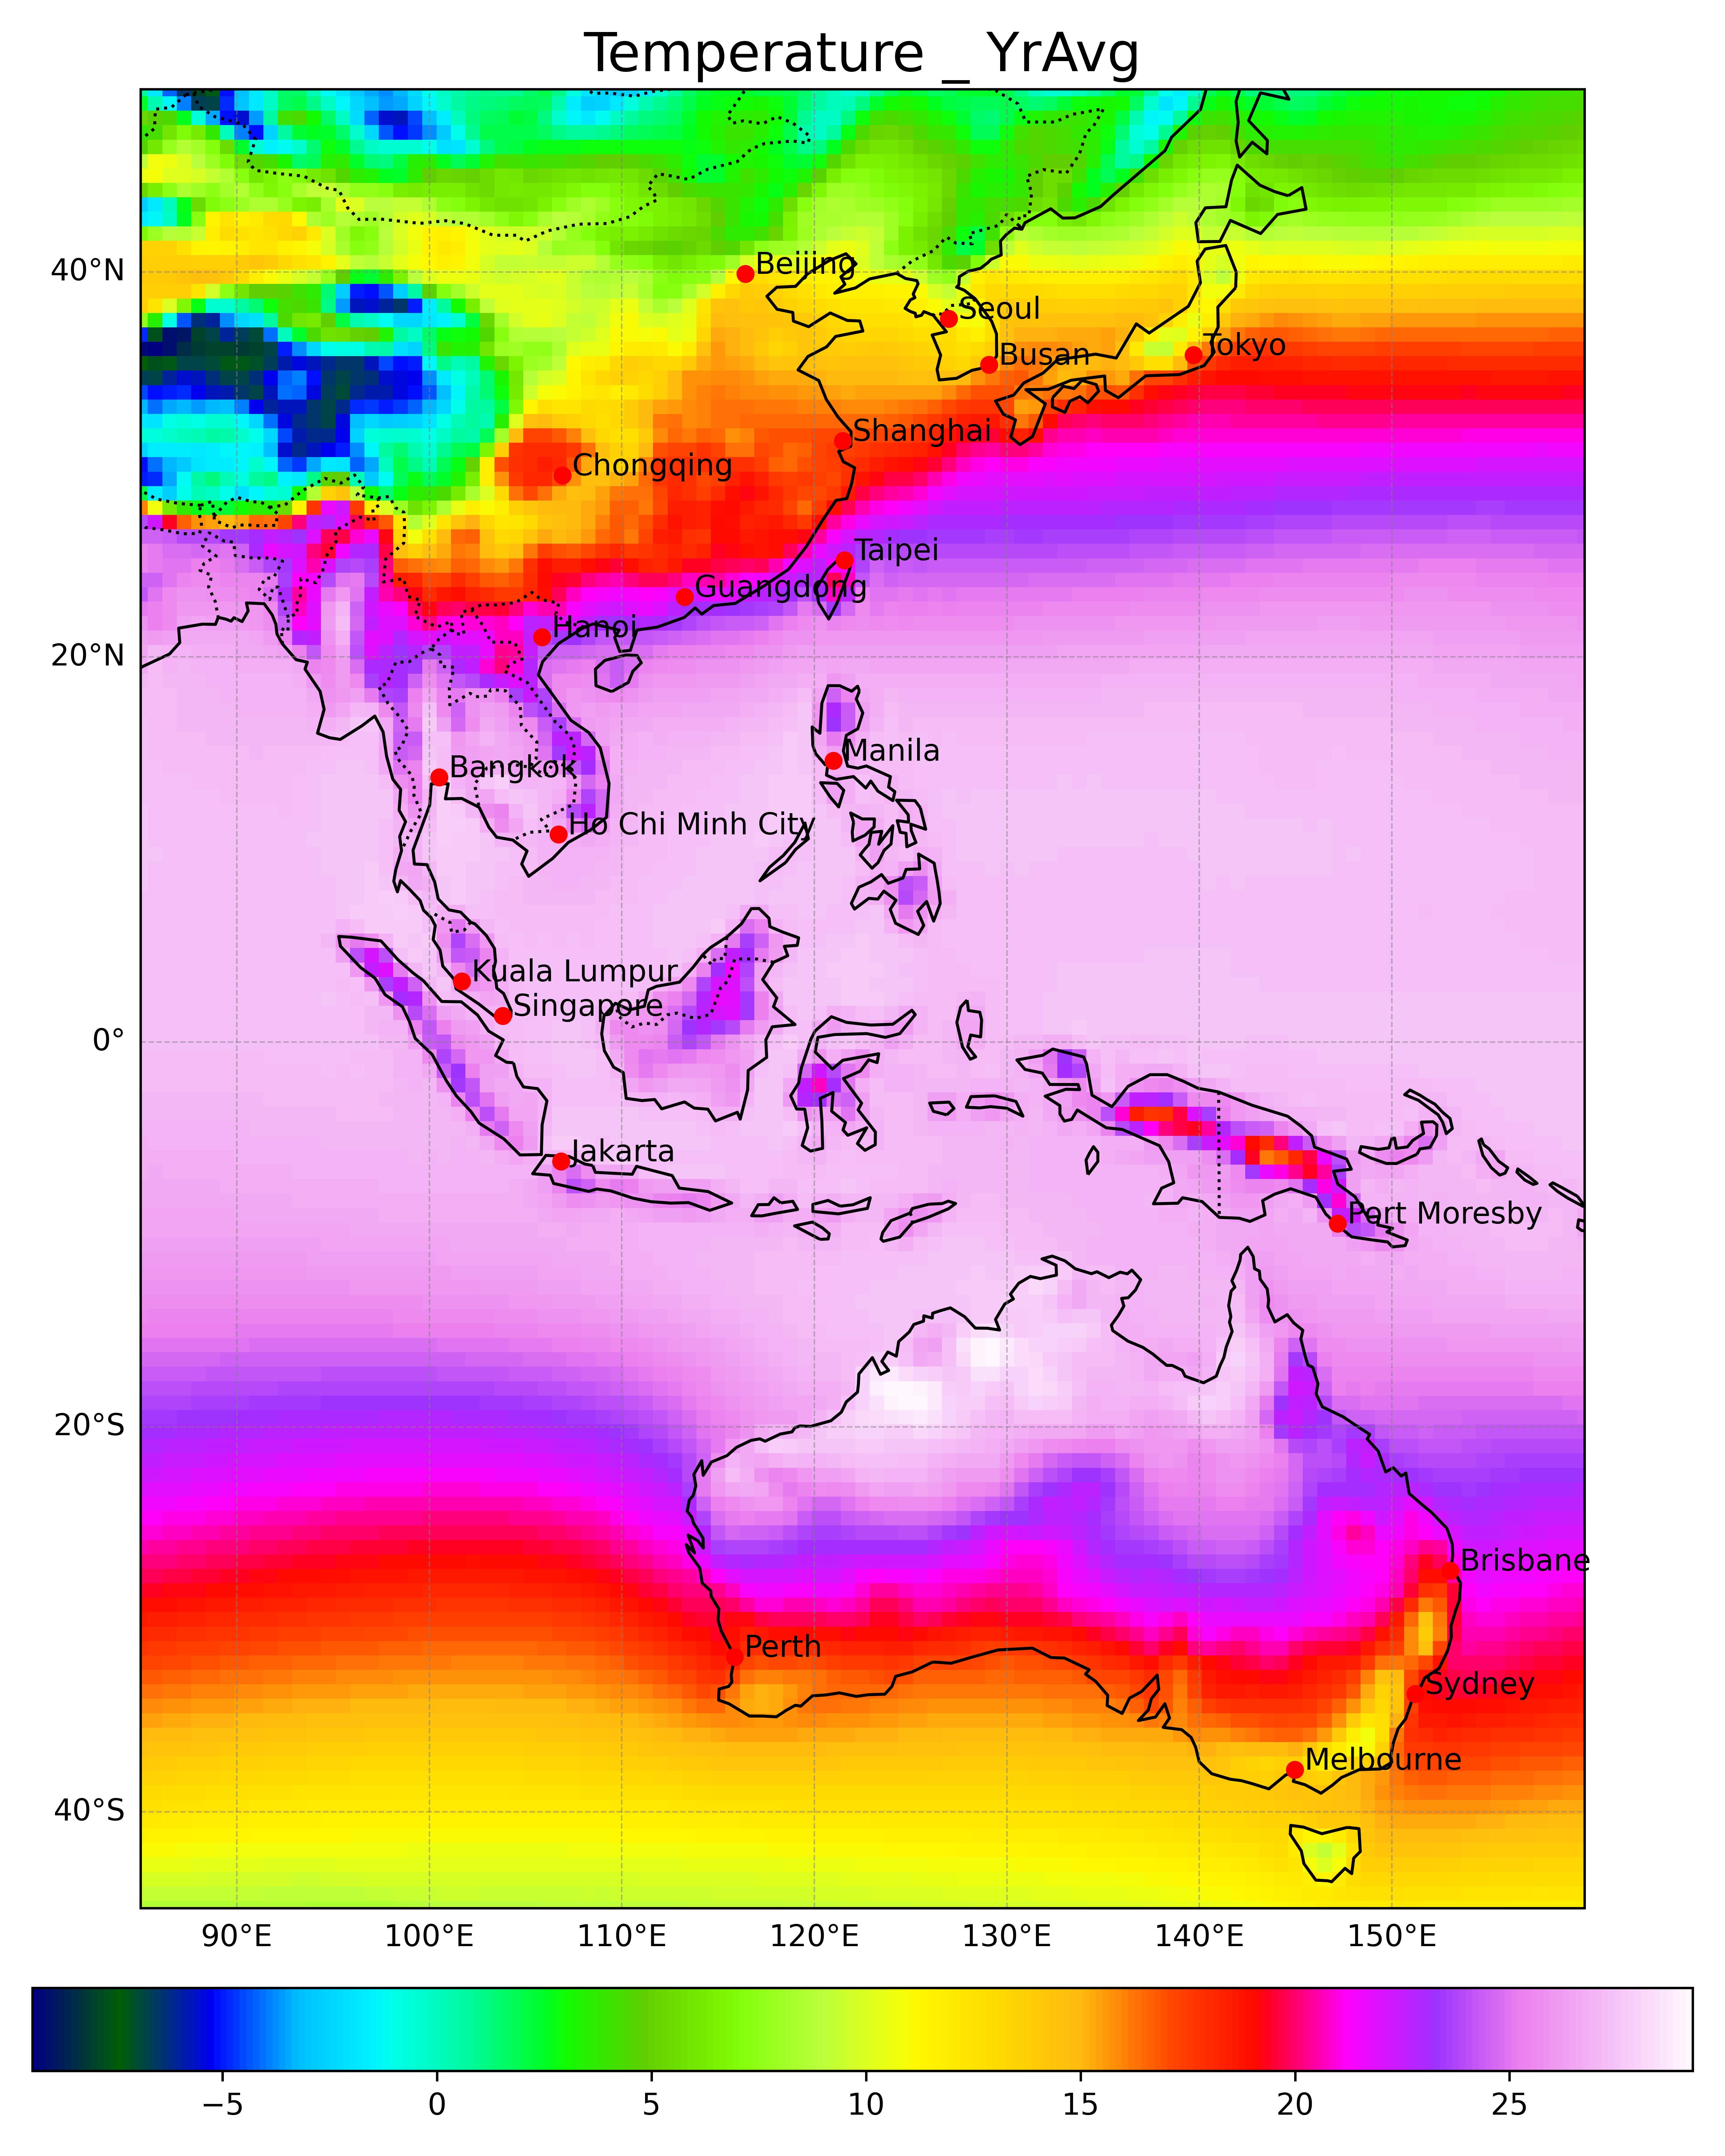 Temperature _ YrAvg
40°N
20°N
0°
20°S
40°S
Beijing
Seoul
Busan
Tokyo
Shanghai
Chongqing
Taipei
Guangdong
Hanoi
Manila
Bangkok
Ho Chi Minh City
Kuala Lumpur
Singapore
Jakarta
Port Moresby
Brisbane
Perth
Sydney
Melbourne
90°E 100°E 110°E 120°E 130°E 140°E 150°E
−5 0 5 10 15 20 25